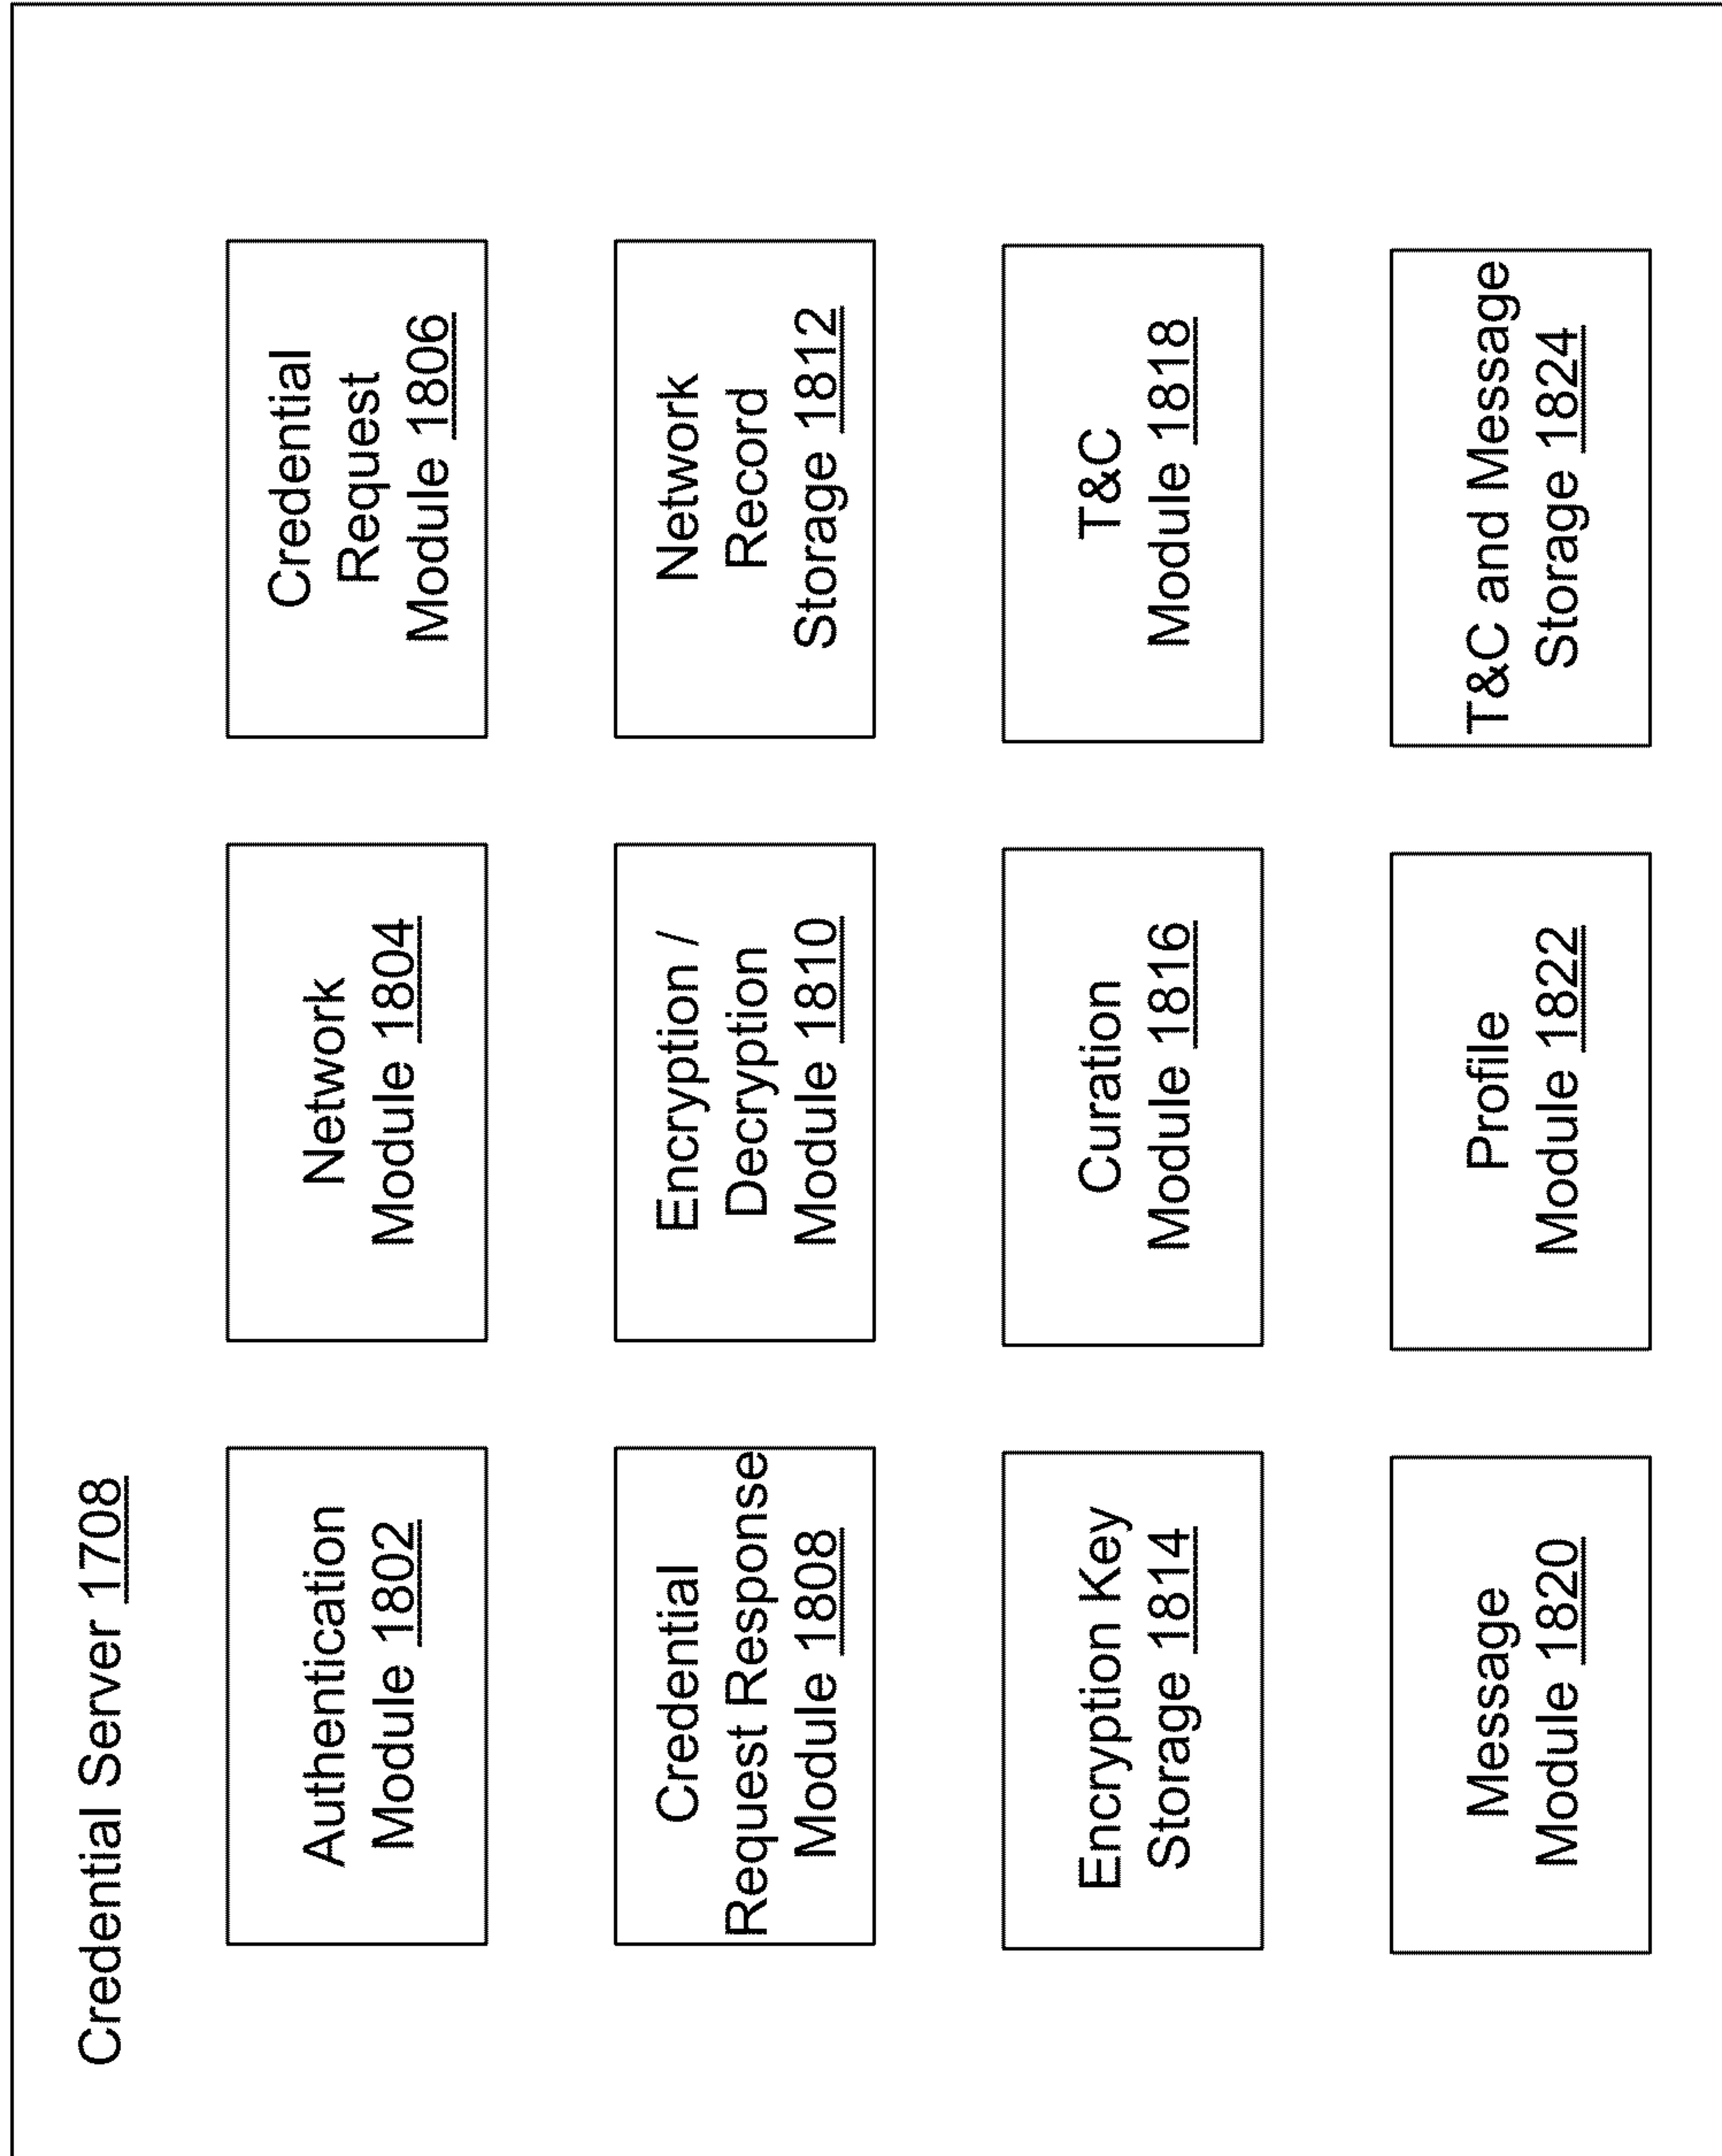 Credential Server 1708
Authentication
Module 1802
Network
Module 1804
Credential
Request
Module 1806
Credential
Request Response
Module 1808
Encryption /
Decryption
Module 1810
Network
Record
Storage 1812
Encryption Key
Storage 1814
Curation
Module 1816
T&C
Module 1818
Message
Module 1820
Profile
Module 1822
T&C and Message
Storage 1824